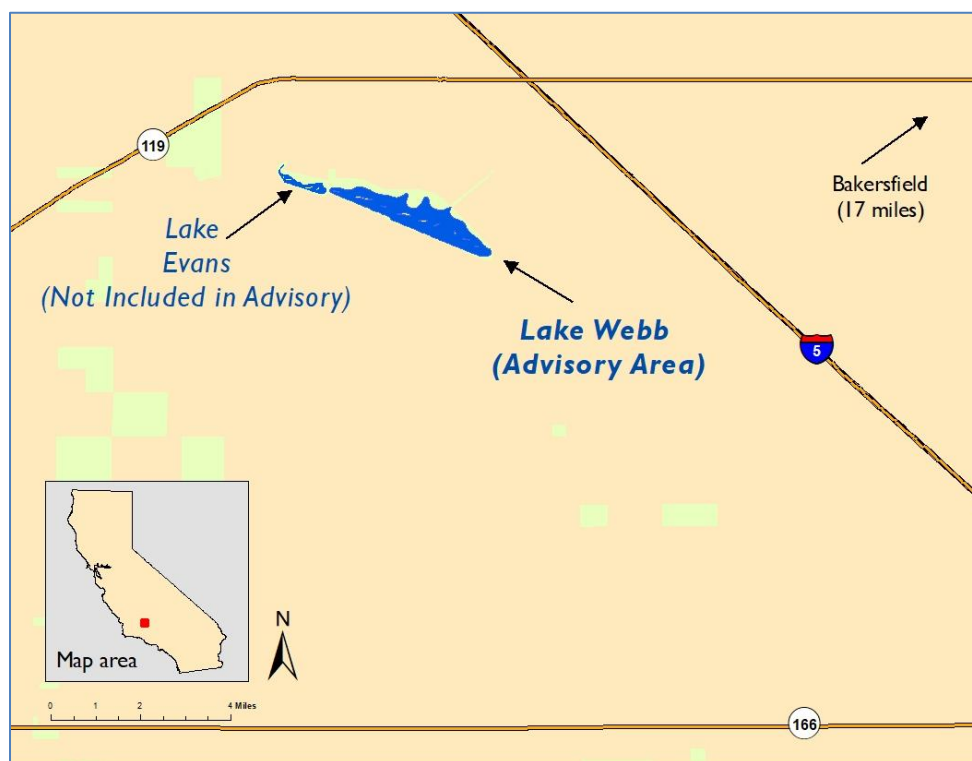 119
Bakersfield
(17 miles)
Lake
Evans
(Not Included in Advisory)
Lake Webb
(Advisory Area)
5
Map area
N
0 1 2 4 Miles
166